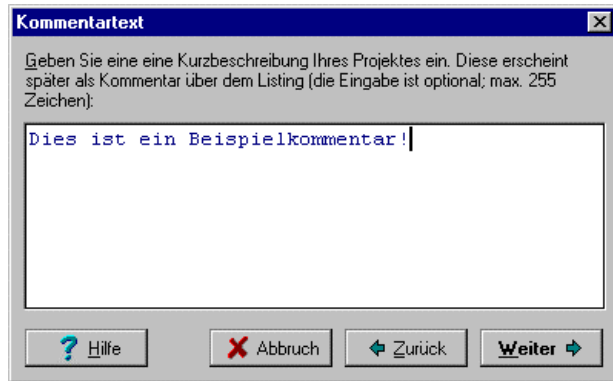 Kommentartext
Geben Sie eine eine Kurzbeschreibung Ihres Projektes ein. Diese erscheint
später als Kommentar über dem Listing (die Eingabe ist optional; max. 255
Zeichen):
Dies ist ein Beispielkommentar!
Hilfe Abbruch Zurück Weiter